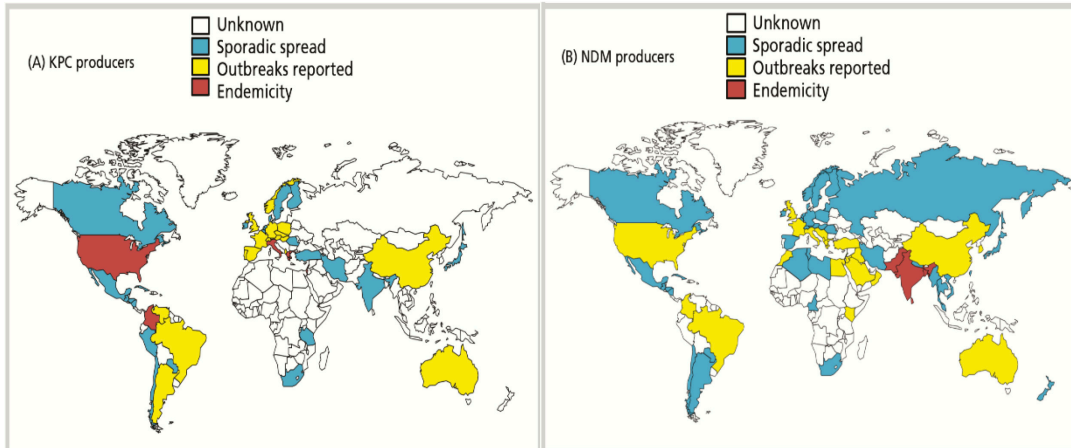 Unknown
Sporadic spread
(A) KPC producers
Outbreaks reported
Endemicity
Unknown
Sporadic spread
(B) NDM producers
Outbreaks reported
Endemicity